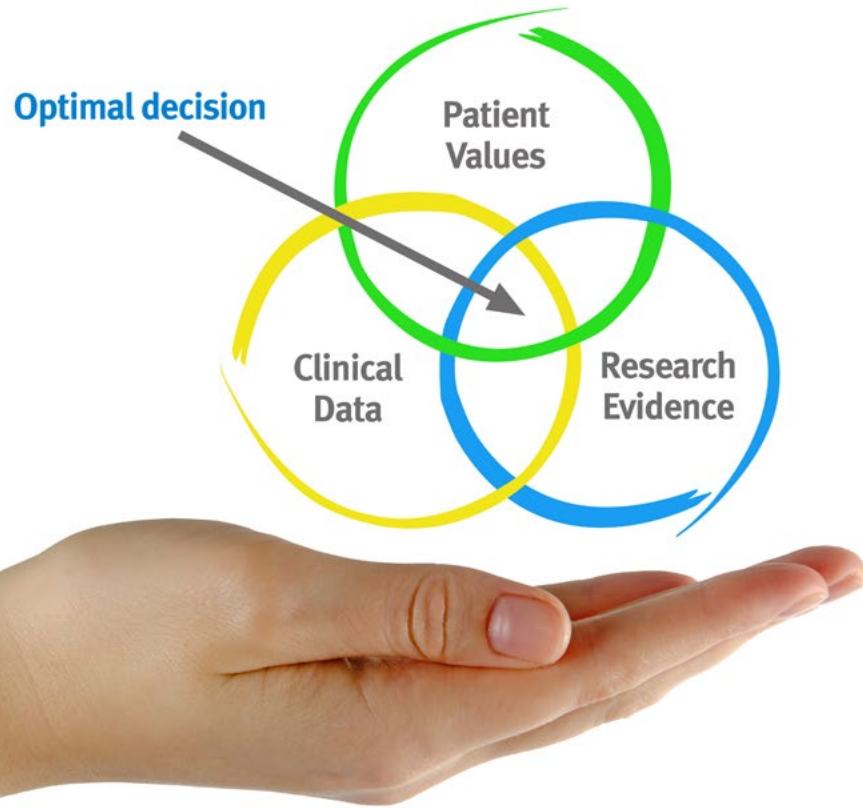 Optimal decision
Patient
Values
Clinical
Data
Research
Evidence